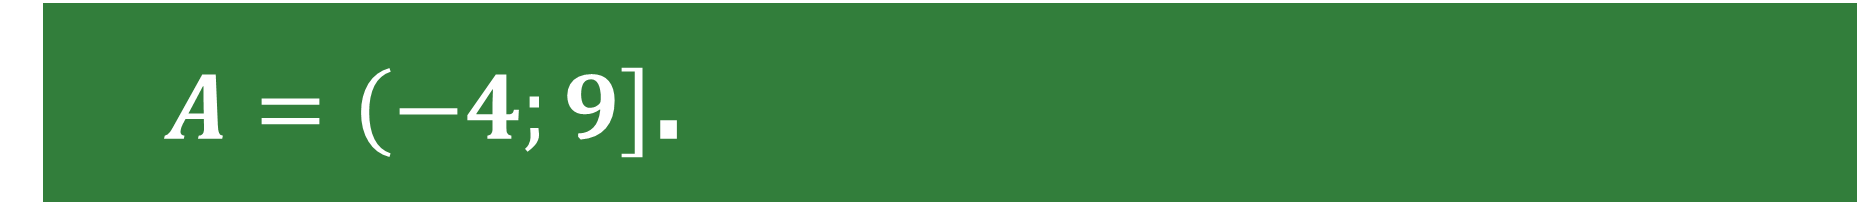 A = (−4; 9].